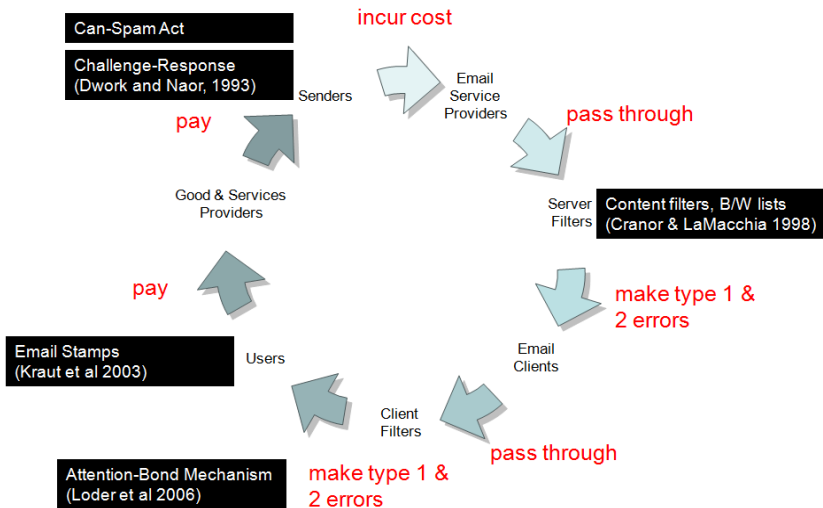 Can-Spam Act
incur cost
Challenge-Response
(Dwork and Naor, 1993)
Senders
Email
Service
Providers
pay
pass through
Good & Services
Providers
Server
Filters
Content filters, B/W lists
(Cranor & LaMacchia 1998)
pay
make type 1 &
2 errors
Email Stamps
(Kraut et al 2003)
Users
Email
Clients
Client
Filters
pass through
Attention-Bond Mechanism
(Loder et al 2006)
make type 1 &
2 errors